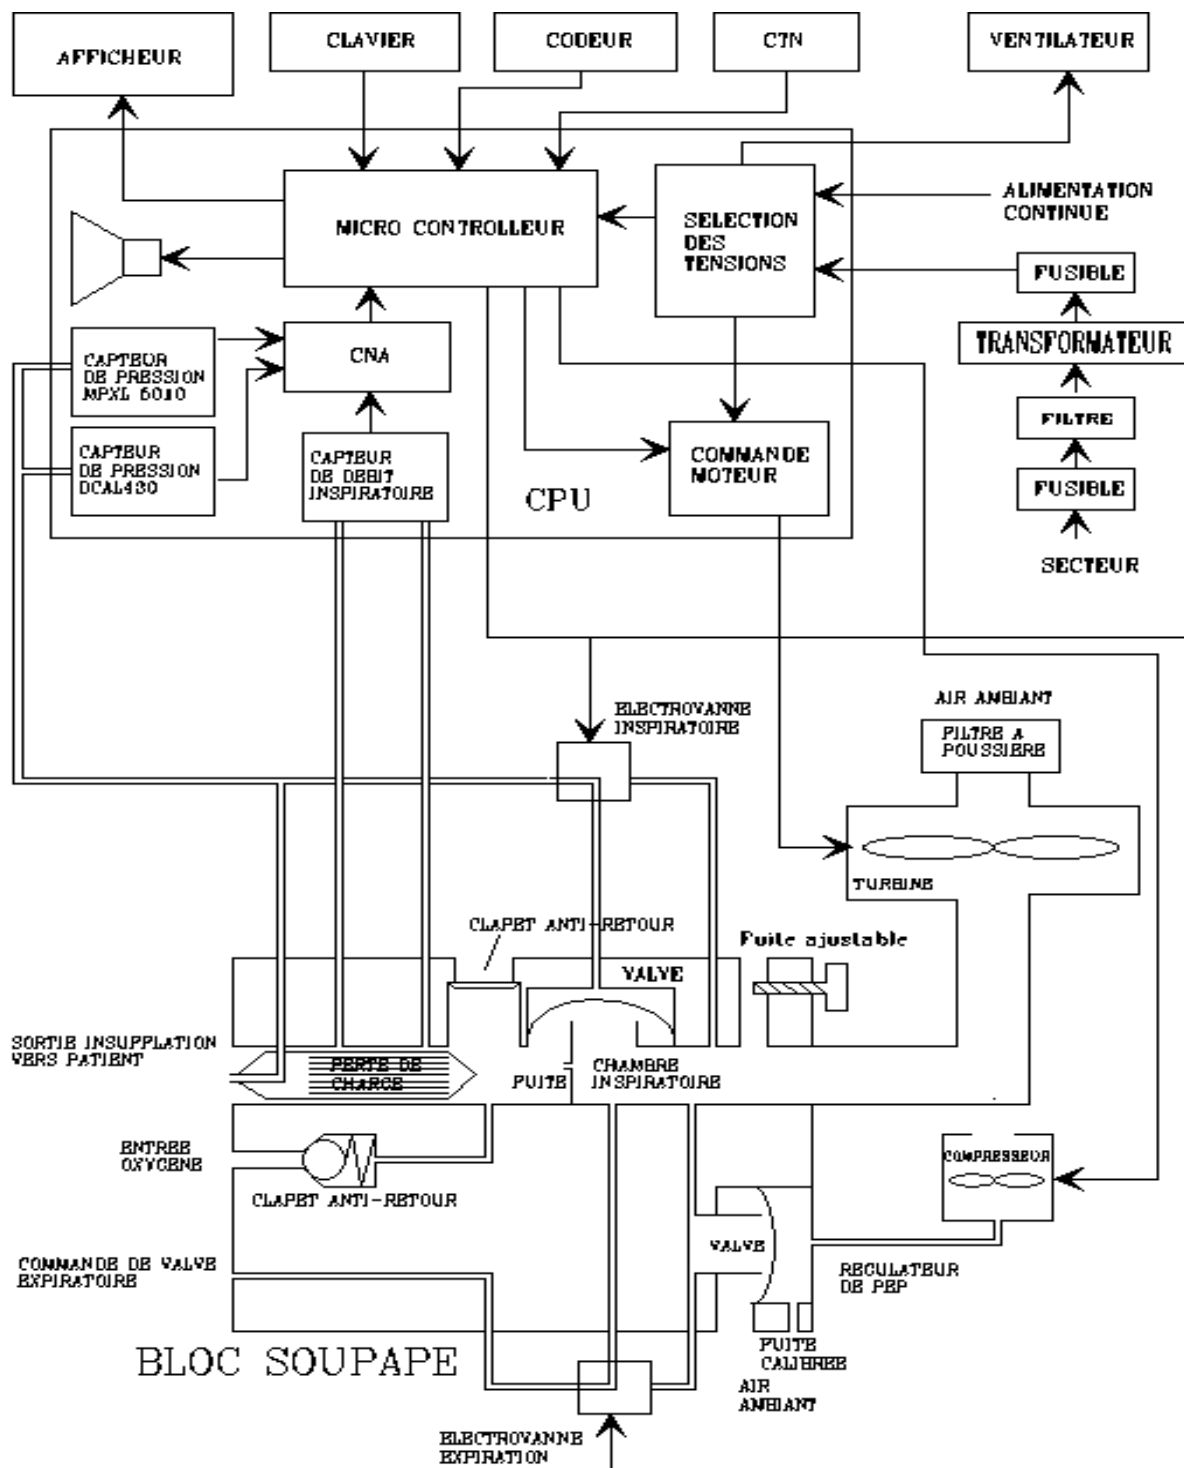 AFFICHEUR
CLAVIER
CODEUR
CTN
VENTILATEUR
MICRO CONTROLLEUR
SELECTION
DES
TENSIONS
ALIMENTATION
CONTINUE
FUSIBLE
TRANSFORMATEUR
FILTRE
FUSIBLE
SECTEUR
CAPTEUR
DE PRESSION
MPXL 5010
CNA
CAPTEUR
DE PRESSION
DCAL430
CAPTEUR
DE DEBIT
INSPIRATOIRE
CPU
COMMANDE
MOTEUR
ELECTROVANNE
INSPIRATOIRE
AIR AMBIANT
FILTRE A
POUSSIERE
TURBINE
CLAPET ANTI-RETOUR
Fuite ajustable
VALVE
SORTIE INSUFFLATION
VERS PATIENT
PERTE DE
CHARGE
FUITE
CHAMBRE
INSPIRATOIRE
ENTREE
OXYGENE
CLAPET ANTI-RETOUR
COMPRESSEUR
VALVE
COMMANDE DE VALVE
EXPIRATOIRE
REGULATEUR
DE PEP
BLOC SOUPAPE
FUITE
CALIBREE
AIR
AMBIANT
ELECTROVANNE
EXPIRATION